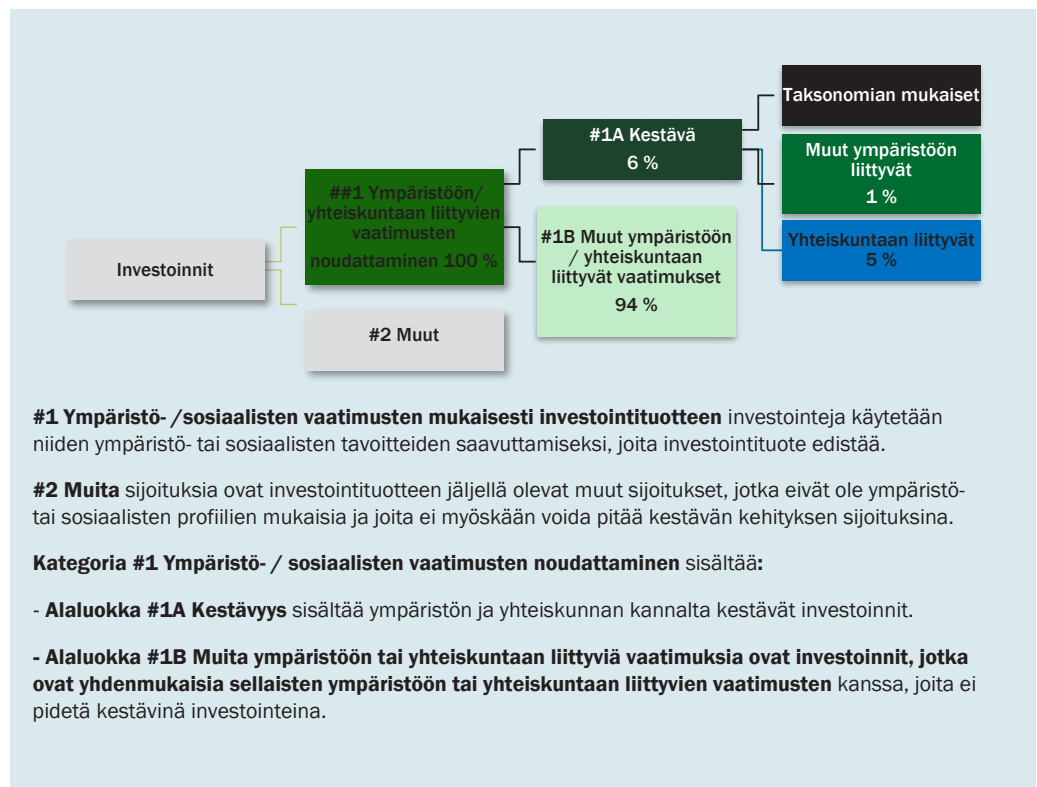 Investoinnit
##1 Ympäristöön/
yhteiskuntaan liittyvien
vaatimusten
noudattaminen 100 %
#2 Muut
#1A Kestävä
6 %
#1B Muut ympäristöön
/ yhteiskuntaan
liittyvät vaatimukset
94 %
Taksonomian mukaiset
Muut ympäristöön
liittyvät
1 %
Yhteiskuntaan liittyvät
5 %
#1 Ympäristö- /sosiaalisten vaatimusten mukaisesti investointituotteen investointeja käytetään
niiden ympäristö- tai sosiaalisten tavoitteiden saavuttamiseksi, joita investointituote edistää.
#2 Muita sijoituksia ovat investointituotteen jäljellä olevat muut sijoitukset, jotka eivät ole ympäristö-
tai sosiaalisten profiilien mukaisia ja joita ei myöskään voida pitää kestävän kehityksen sijoituksina.
Kategoria #1 Ympäristö- / sosiaalisten vaatimusten noudattaminen sisältää:
- Alaluokka #1A Kestävyys sisältää ympäristön ja yhteiskunnan kannalta kestävät investoinnit.
- Alaluokka #1B Muita ympäristöön tai yhteiskuntaan liittyviä vaatimuksia ovat investoinnit, jotka
ovat yhdenmukaisia sellaisten ympäristöön tai yhteiskuntaan liittyvien vaatimusten kanssa, joita ei
pidetä kestävinä investointeina.